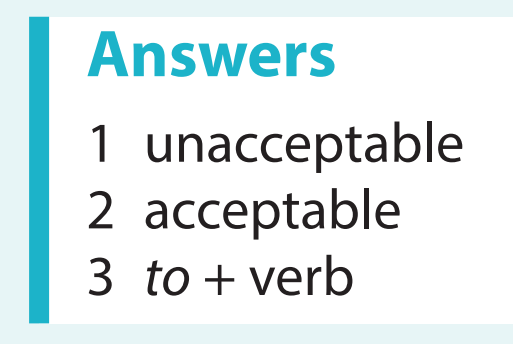 Answers
1 unacceptable
2 acceptable
3 to + verb